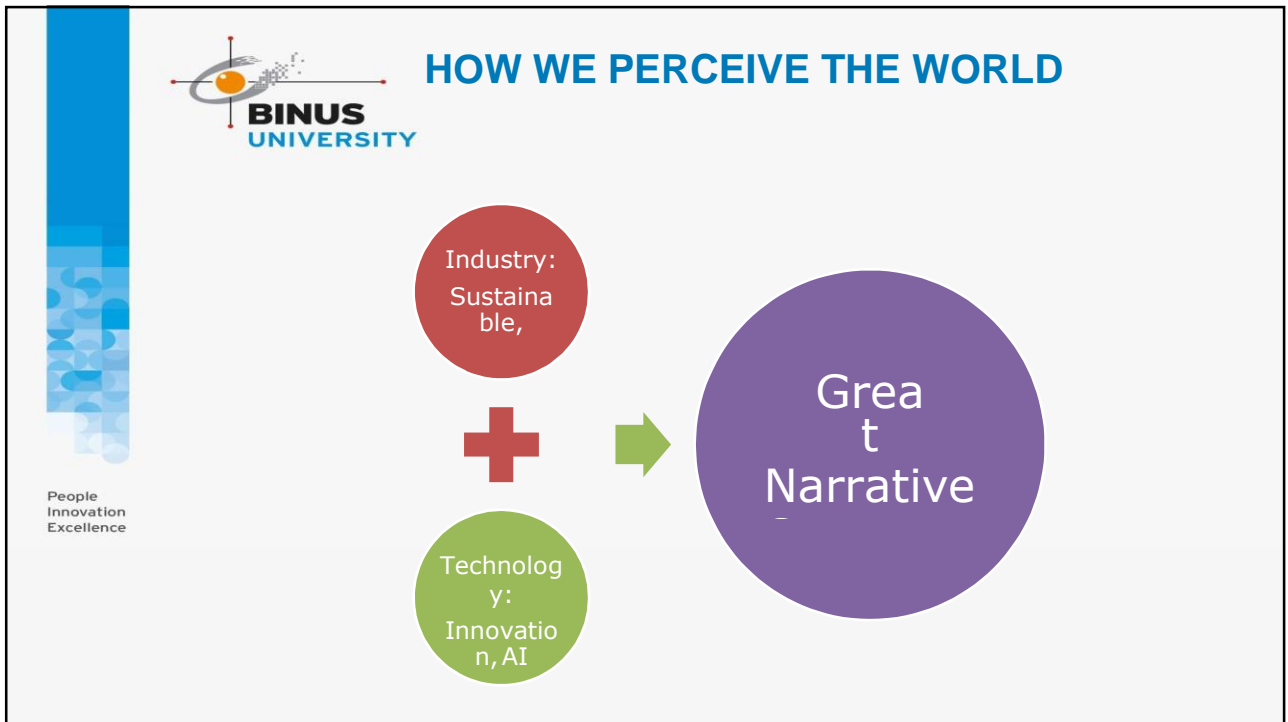 HOW WE PERCEIVE THE WORLD
BINUS
UNIVERSITY
Industry:
Sustaina
ble,
Grea
t
Narrative
Technolog
y:
Innovatio
n, AI
People
Innovation
Excellence